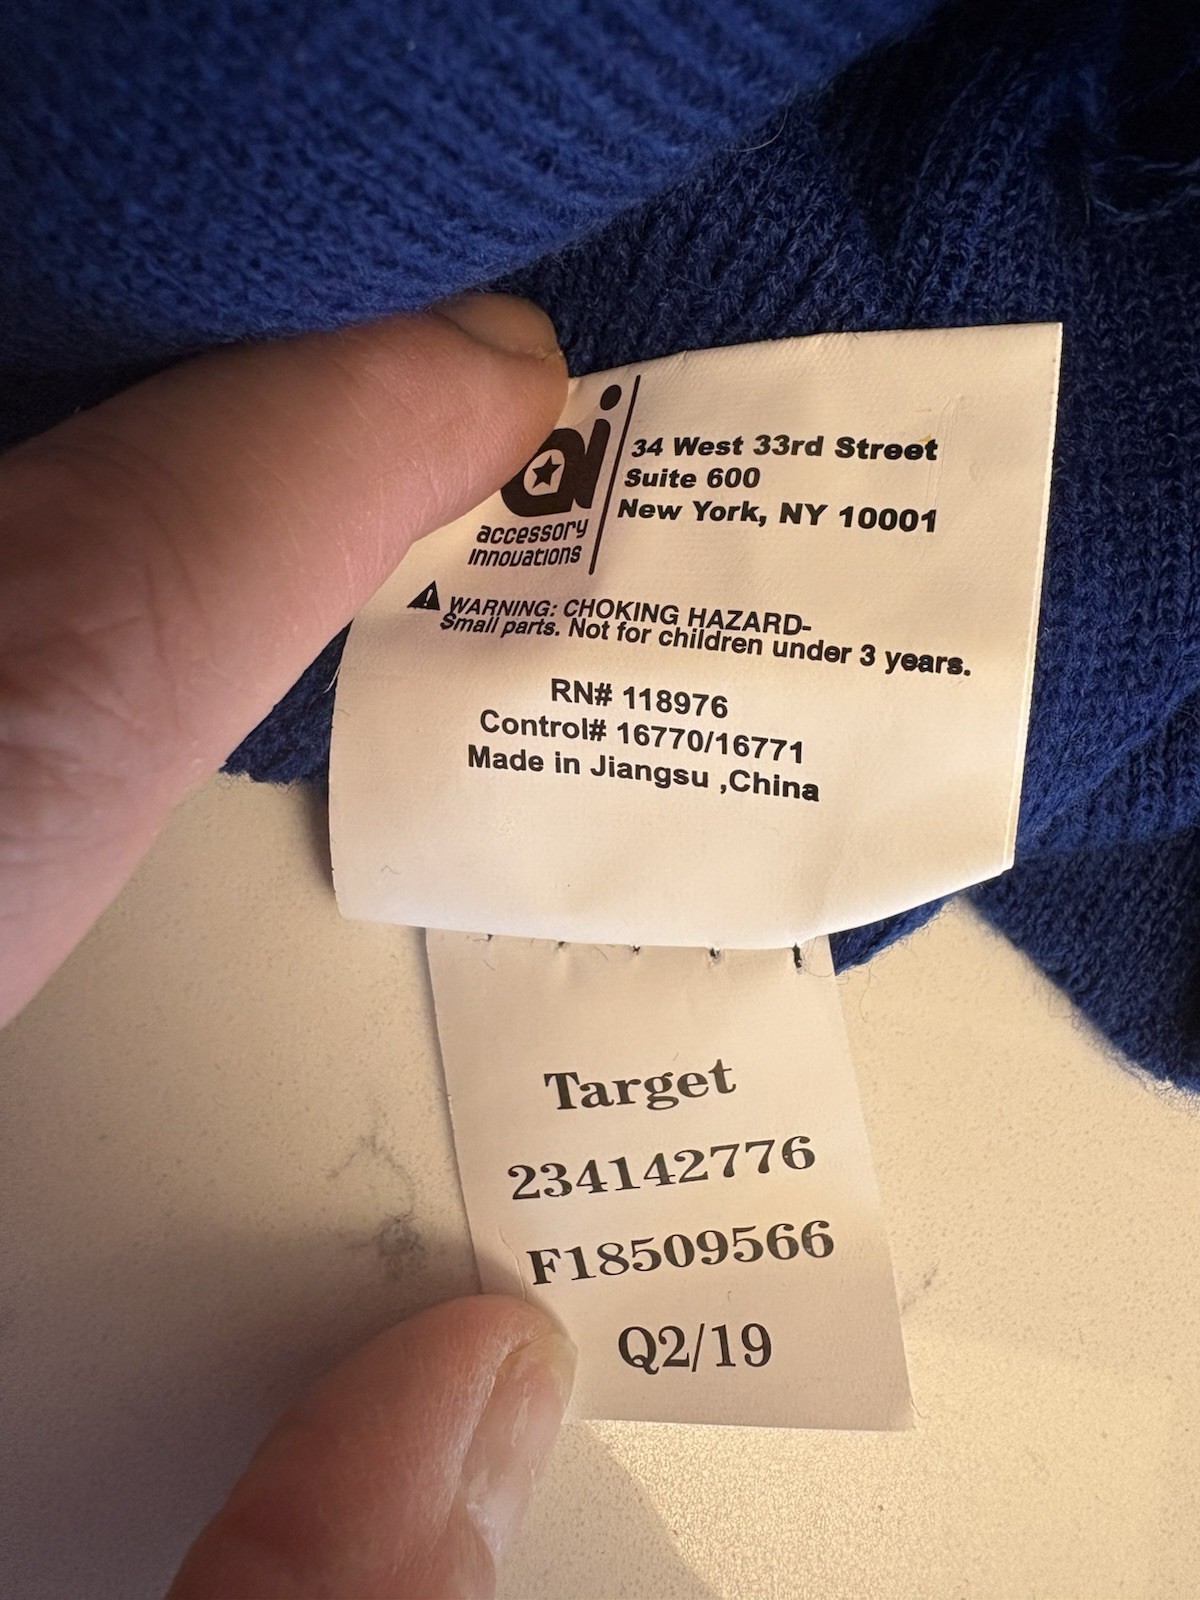 ai
accessory
innovations
34 West 33rd Street
Suite 600
New York, NY 10001
WARNING: CHOKING HAZARD-
Small parts. Not for children under 3 years.
RN# 118976
Control# 16770/16771
Made in Jiangsu ,China
Target
234142776
F18509566
Q2/19